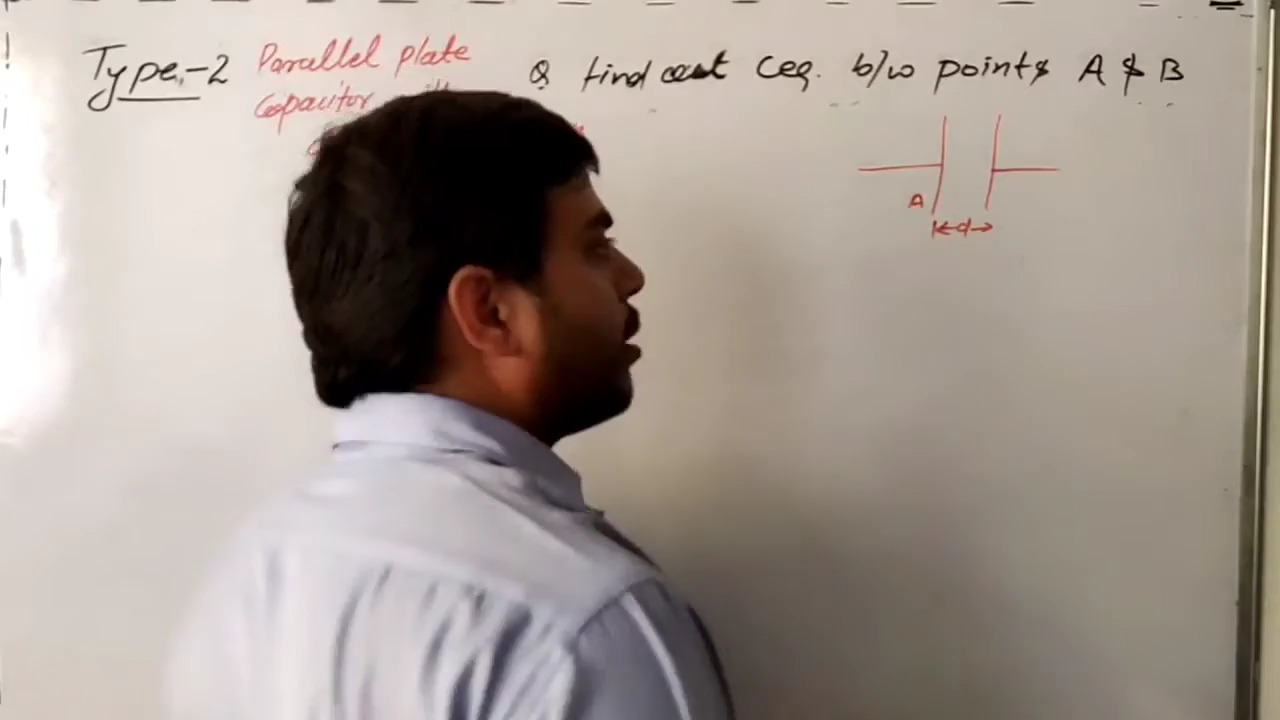 Type-2 Parallel plate
Capacitor
Q find Ceq. b/w points A & B
A
d